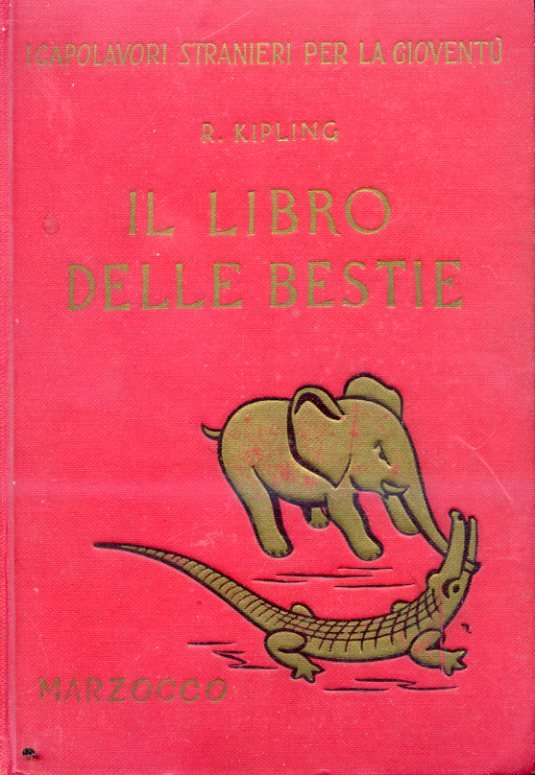 I CAPOLAVORI STRANIERI PER LA GIOVENTÙ
R. KIPLING
IL LIBRO
DELLE BESTIE
MARZOCCO